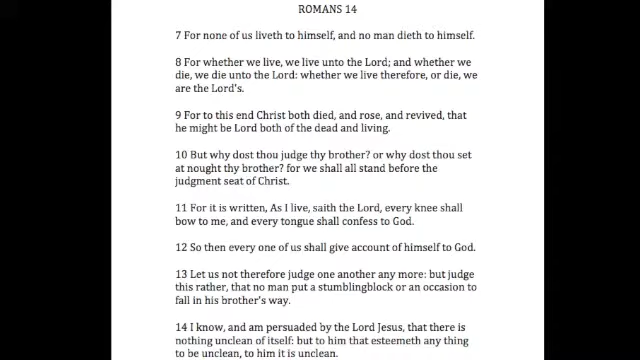 ROMANS 14
7 For none of us liveth to himself, and no man dieth to himself.
8 For whether we live, we live unto the Lord; and whether we
die, we die unto the Lord: whether we live therefore, or die, we
are the Lord's.
9 For to this end Christ both died, and rose, and revived, that
he might be Lord both of the dead and living.
10 But why dost thou judge thy brother? or why dost thou set
at nought thy brother? for we shall all stand before the
judgment seat of Christ.
11 For it is written, As I live, saith the Lord, every knee shall
bow to me, and every tongue shall confess to God.
12 So then every one of us shall give account of himself to God.
13 Let us not therefore judge one another any more: but judge
this rather, that no man put a stumblingblock or an occasion to
fall in his brother's way.
14 I know, and am persuaded by the Lord Jesus, that there is
nothing unclean of itself: but to him that esteemeth any thing
to be unclean, to him it is unclean.